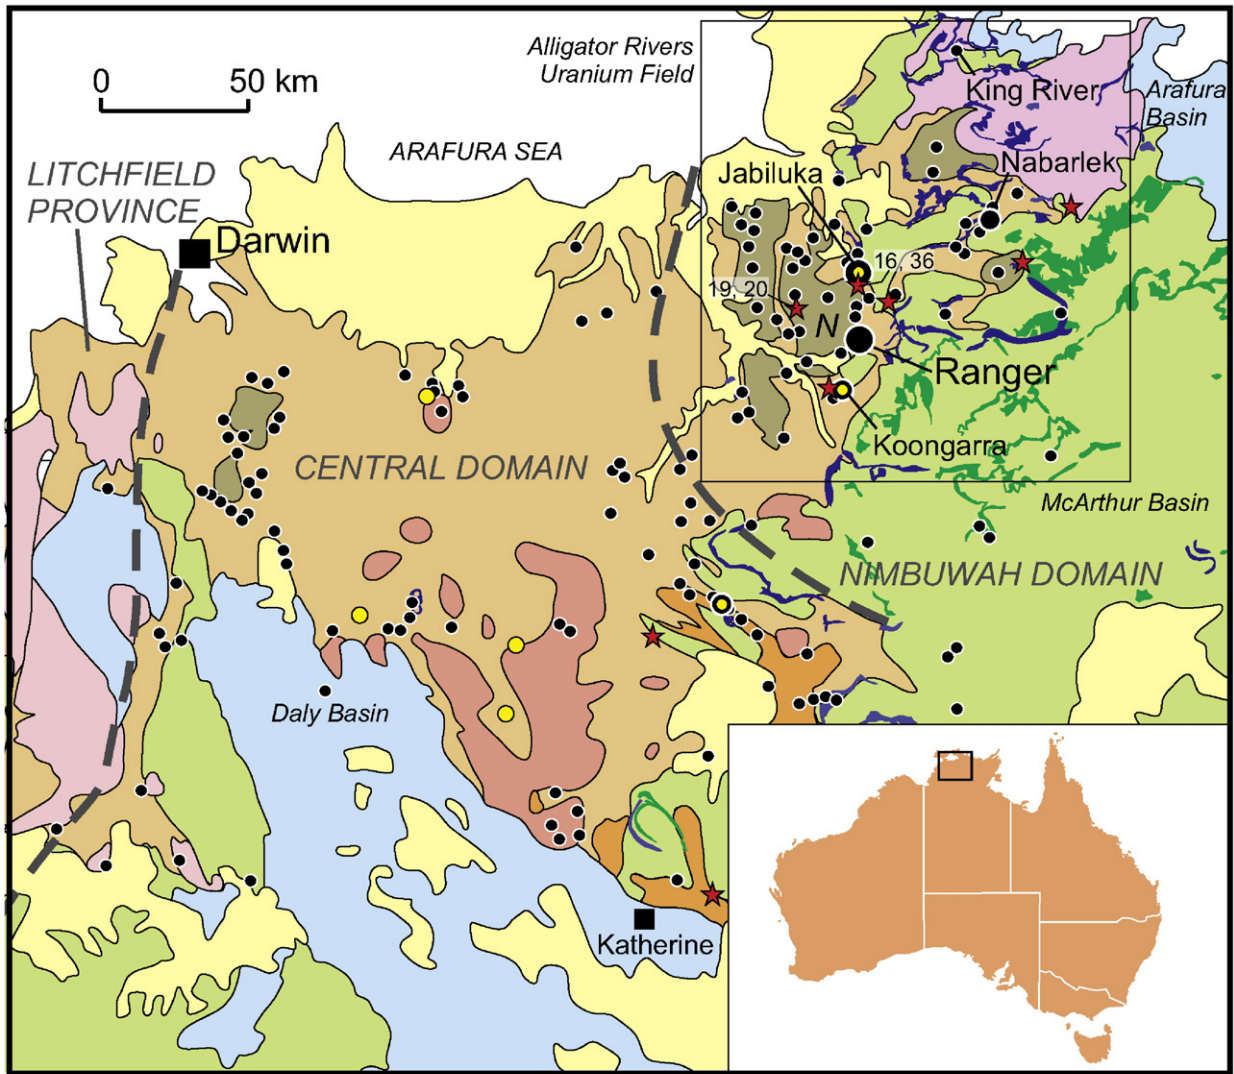 Alligator Rivers
Uranium Field
0 50 km
King River
Arafura
Basin
ARAFURA SEA
LITCHFIELD
PROVINCE
Jabiluka
Nabarlek
Darwin
16, 36
19, 20
N
Ranger
Koongarra
CENTRAL DOMAIN
McArthur Basin
NIMBUWAH DOMAIN
Daly Basin
Katherine